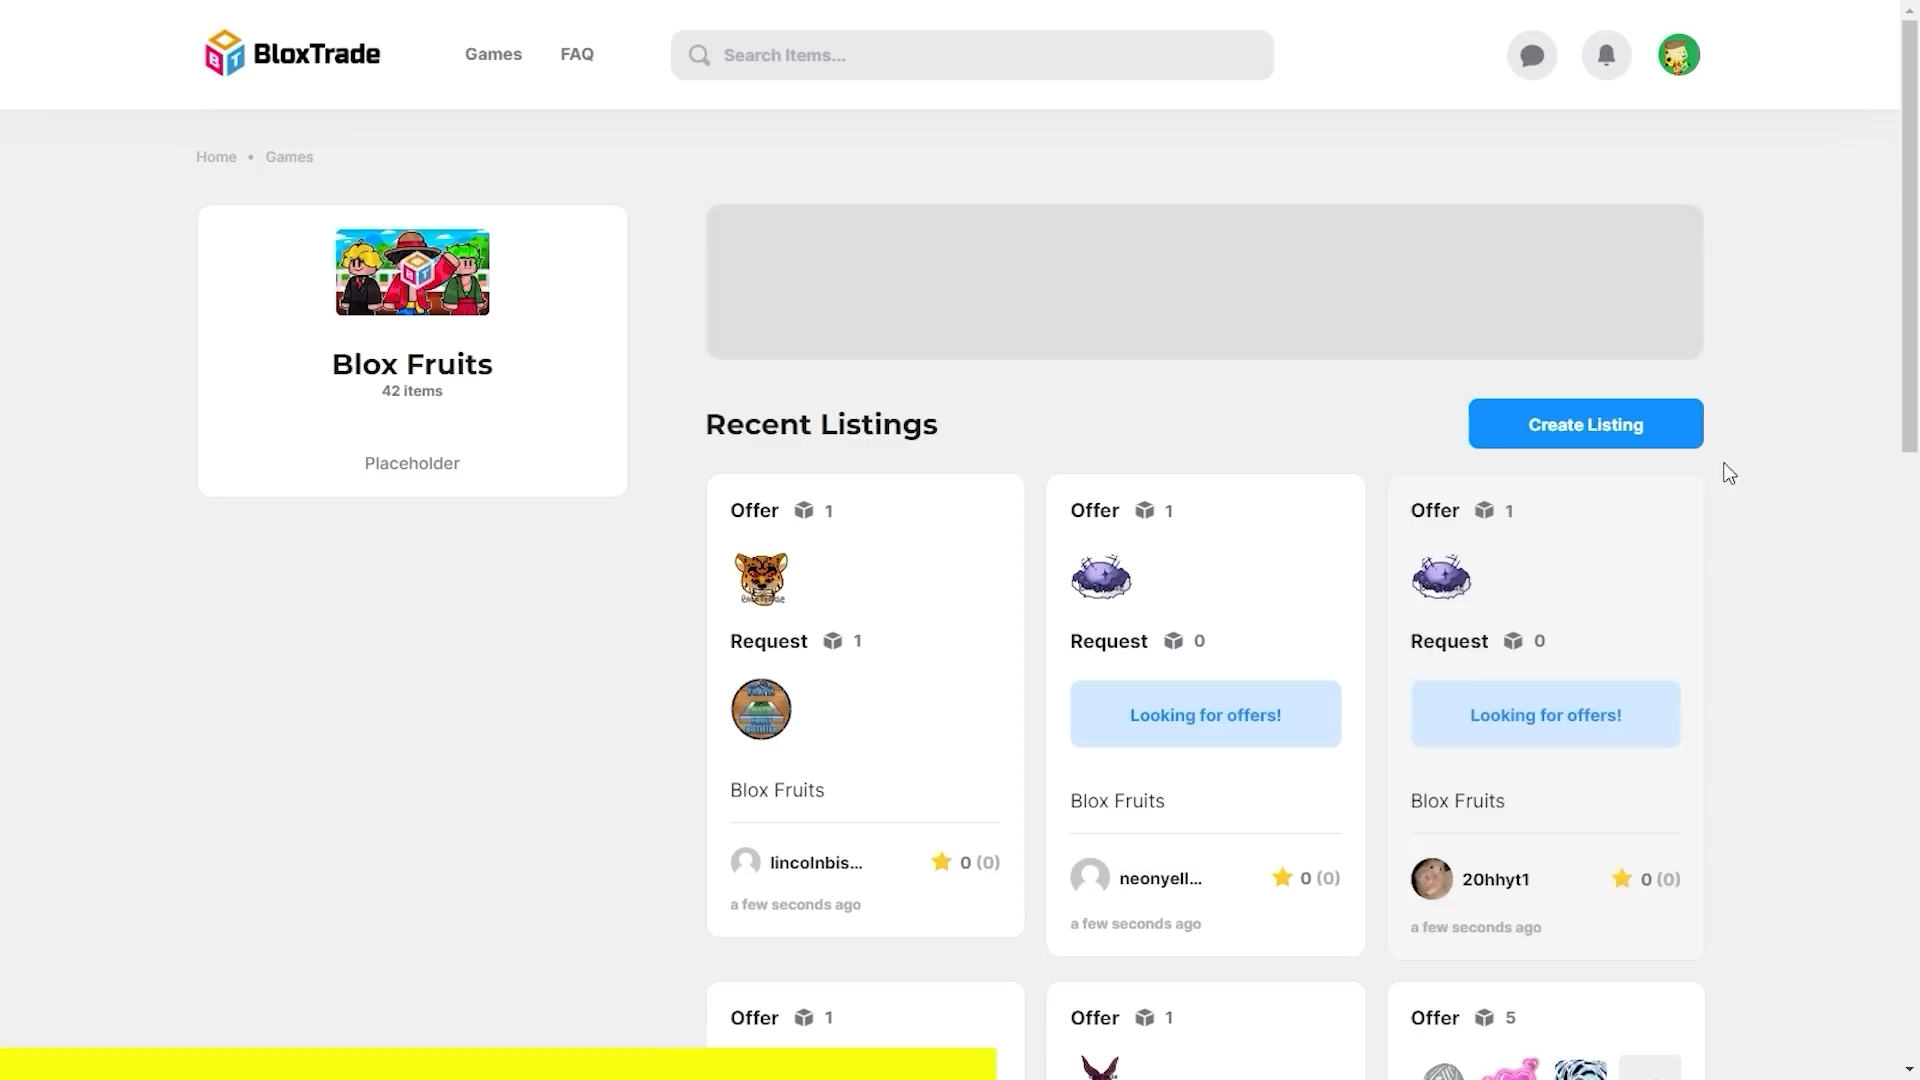 BloxTrade
Games
FAQ
Search Items...
Home • Games
Blox Fruits
42 items
Placeholder
Recent Listings
Create Listing
Offer 1
Request 1
Blox Fruits
lincolnbis...
0 (0)
a few seconds ago
Offer 1
Request 0
Looking for offers!
Blox Fruits
neonyell...
0 (0)
a few seconds ago
Offer 1
Request 0
Looking for offers!
Blox Fruits
20hhyt1
0 (0)
a few seconds ago
Offer 1
Offer 1
Offer 5